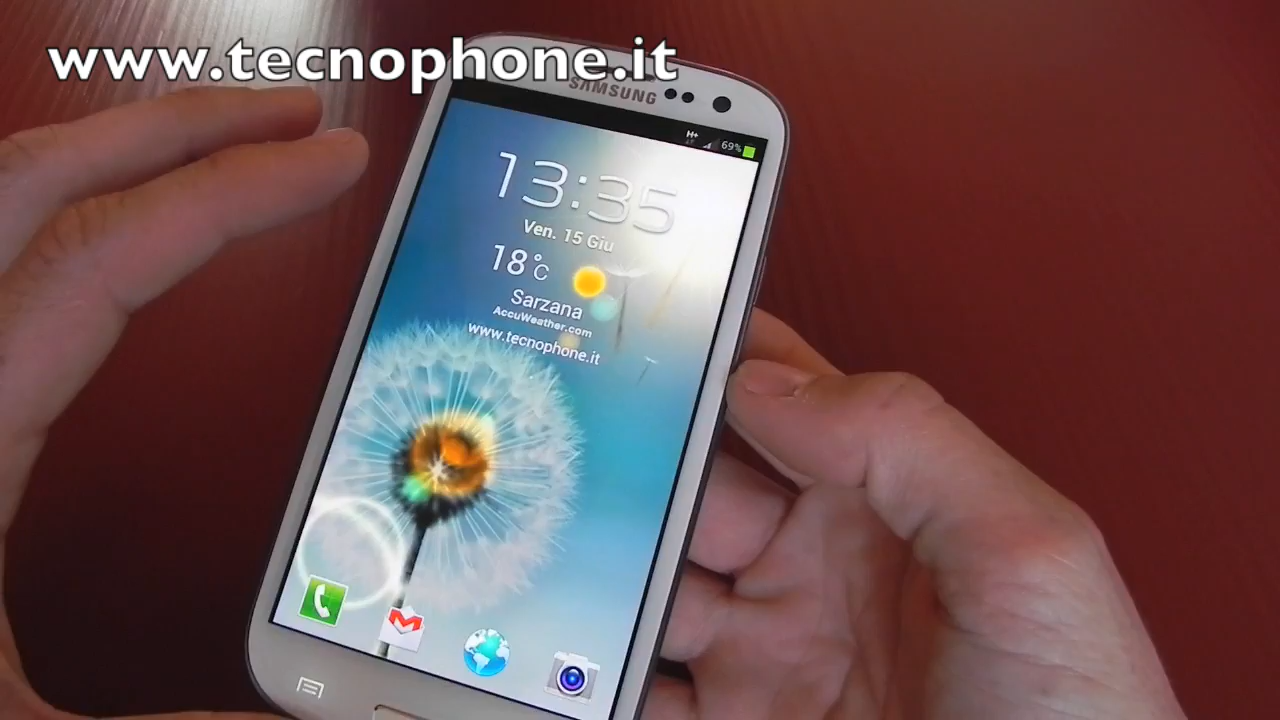 www.tecnophone.it
SAMSUNG
H+ 69%
13:35
Ven. 15 Giu
18°C
Sarzana
AccuWeather.com
www.tecnophone.it